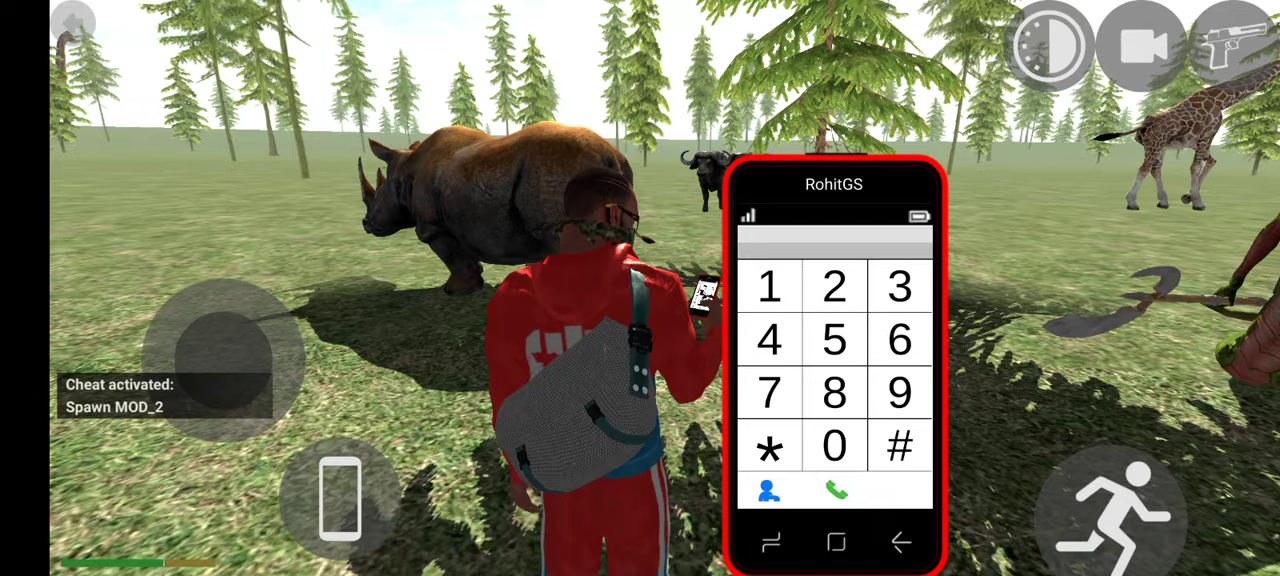 RohitGS
1 2 3
4 5 6
7 8 9
* 0 #
Cheat activated:
Spawn MOD_2